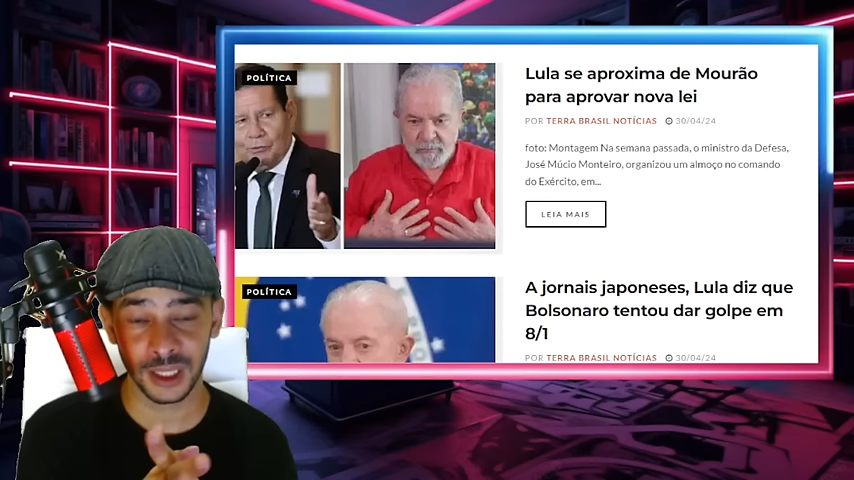 POLÍTICA
Lula se aproxima de Mourão
para aprovar nova lei
POR TERRA BRASIL NOTÍCIAS 30/04/24
foto: Montagem Na semana passada, o ministro da Defesa,
José Múcio Monteiro, organizou um almoço no comando
do Exército, em...
LEIA MAIS
POLÍTICA
A jornais japoneses, Lula diz que
Bolsonaro tentou dar golpe em
8/1
POR TERRA BRASIL NOTÍCIAS 30/04/24